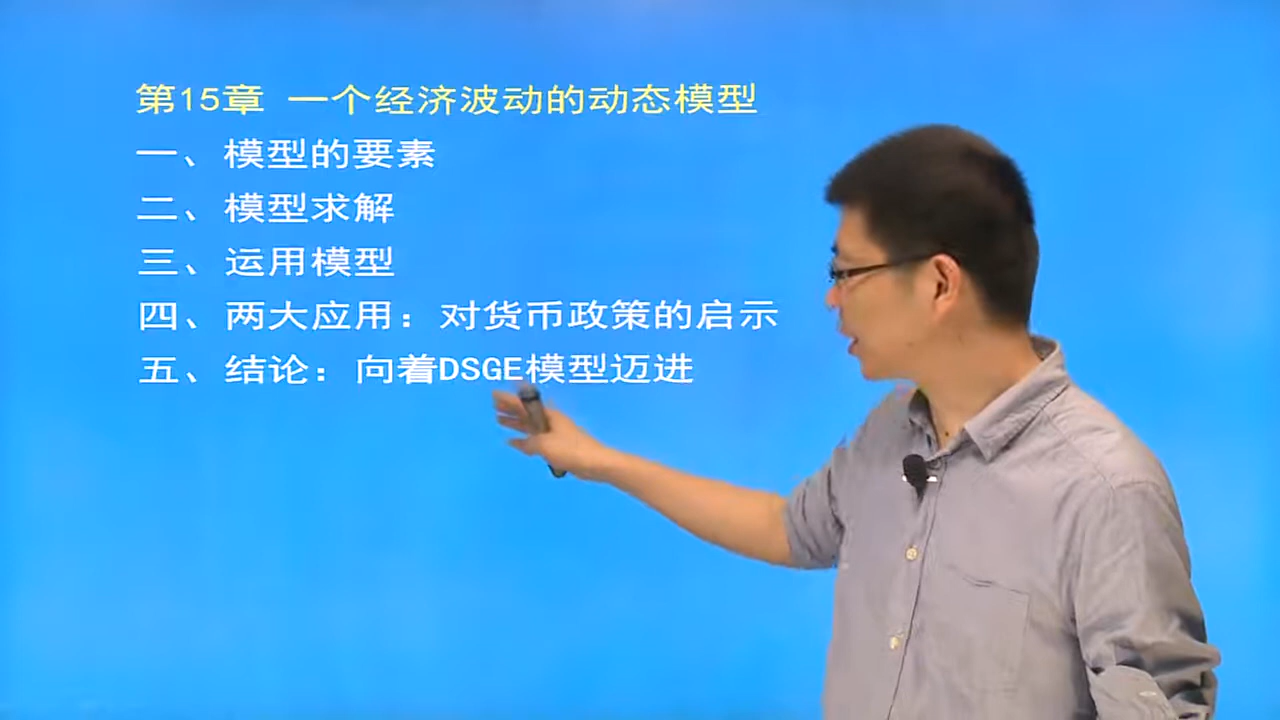 第15章 一个经济波动的动态模型
一、模型的要素
二、模型求解
三、运用模型
四、两大应用：对货币政策的启示
五、结论：向着DSGE模型迈进